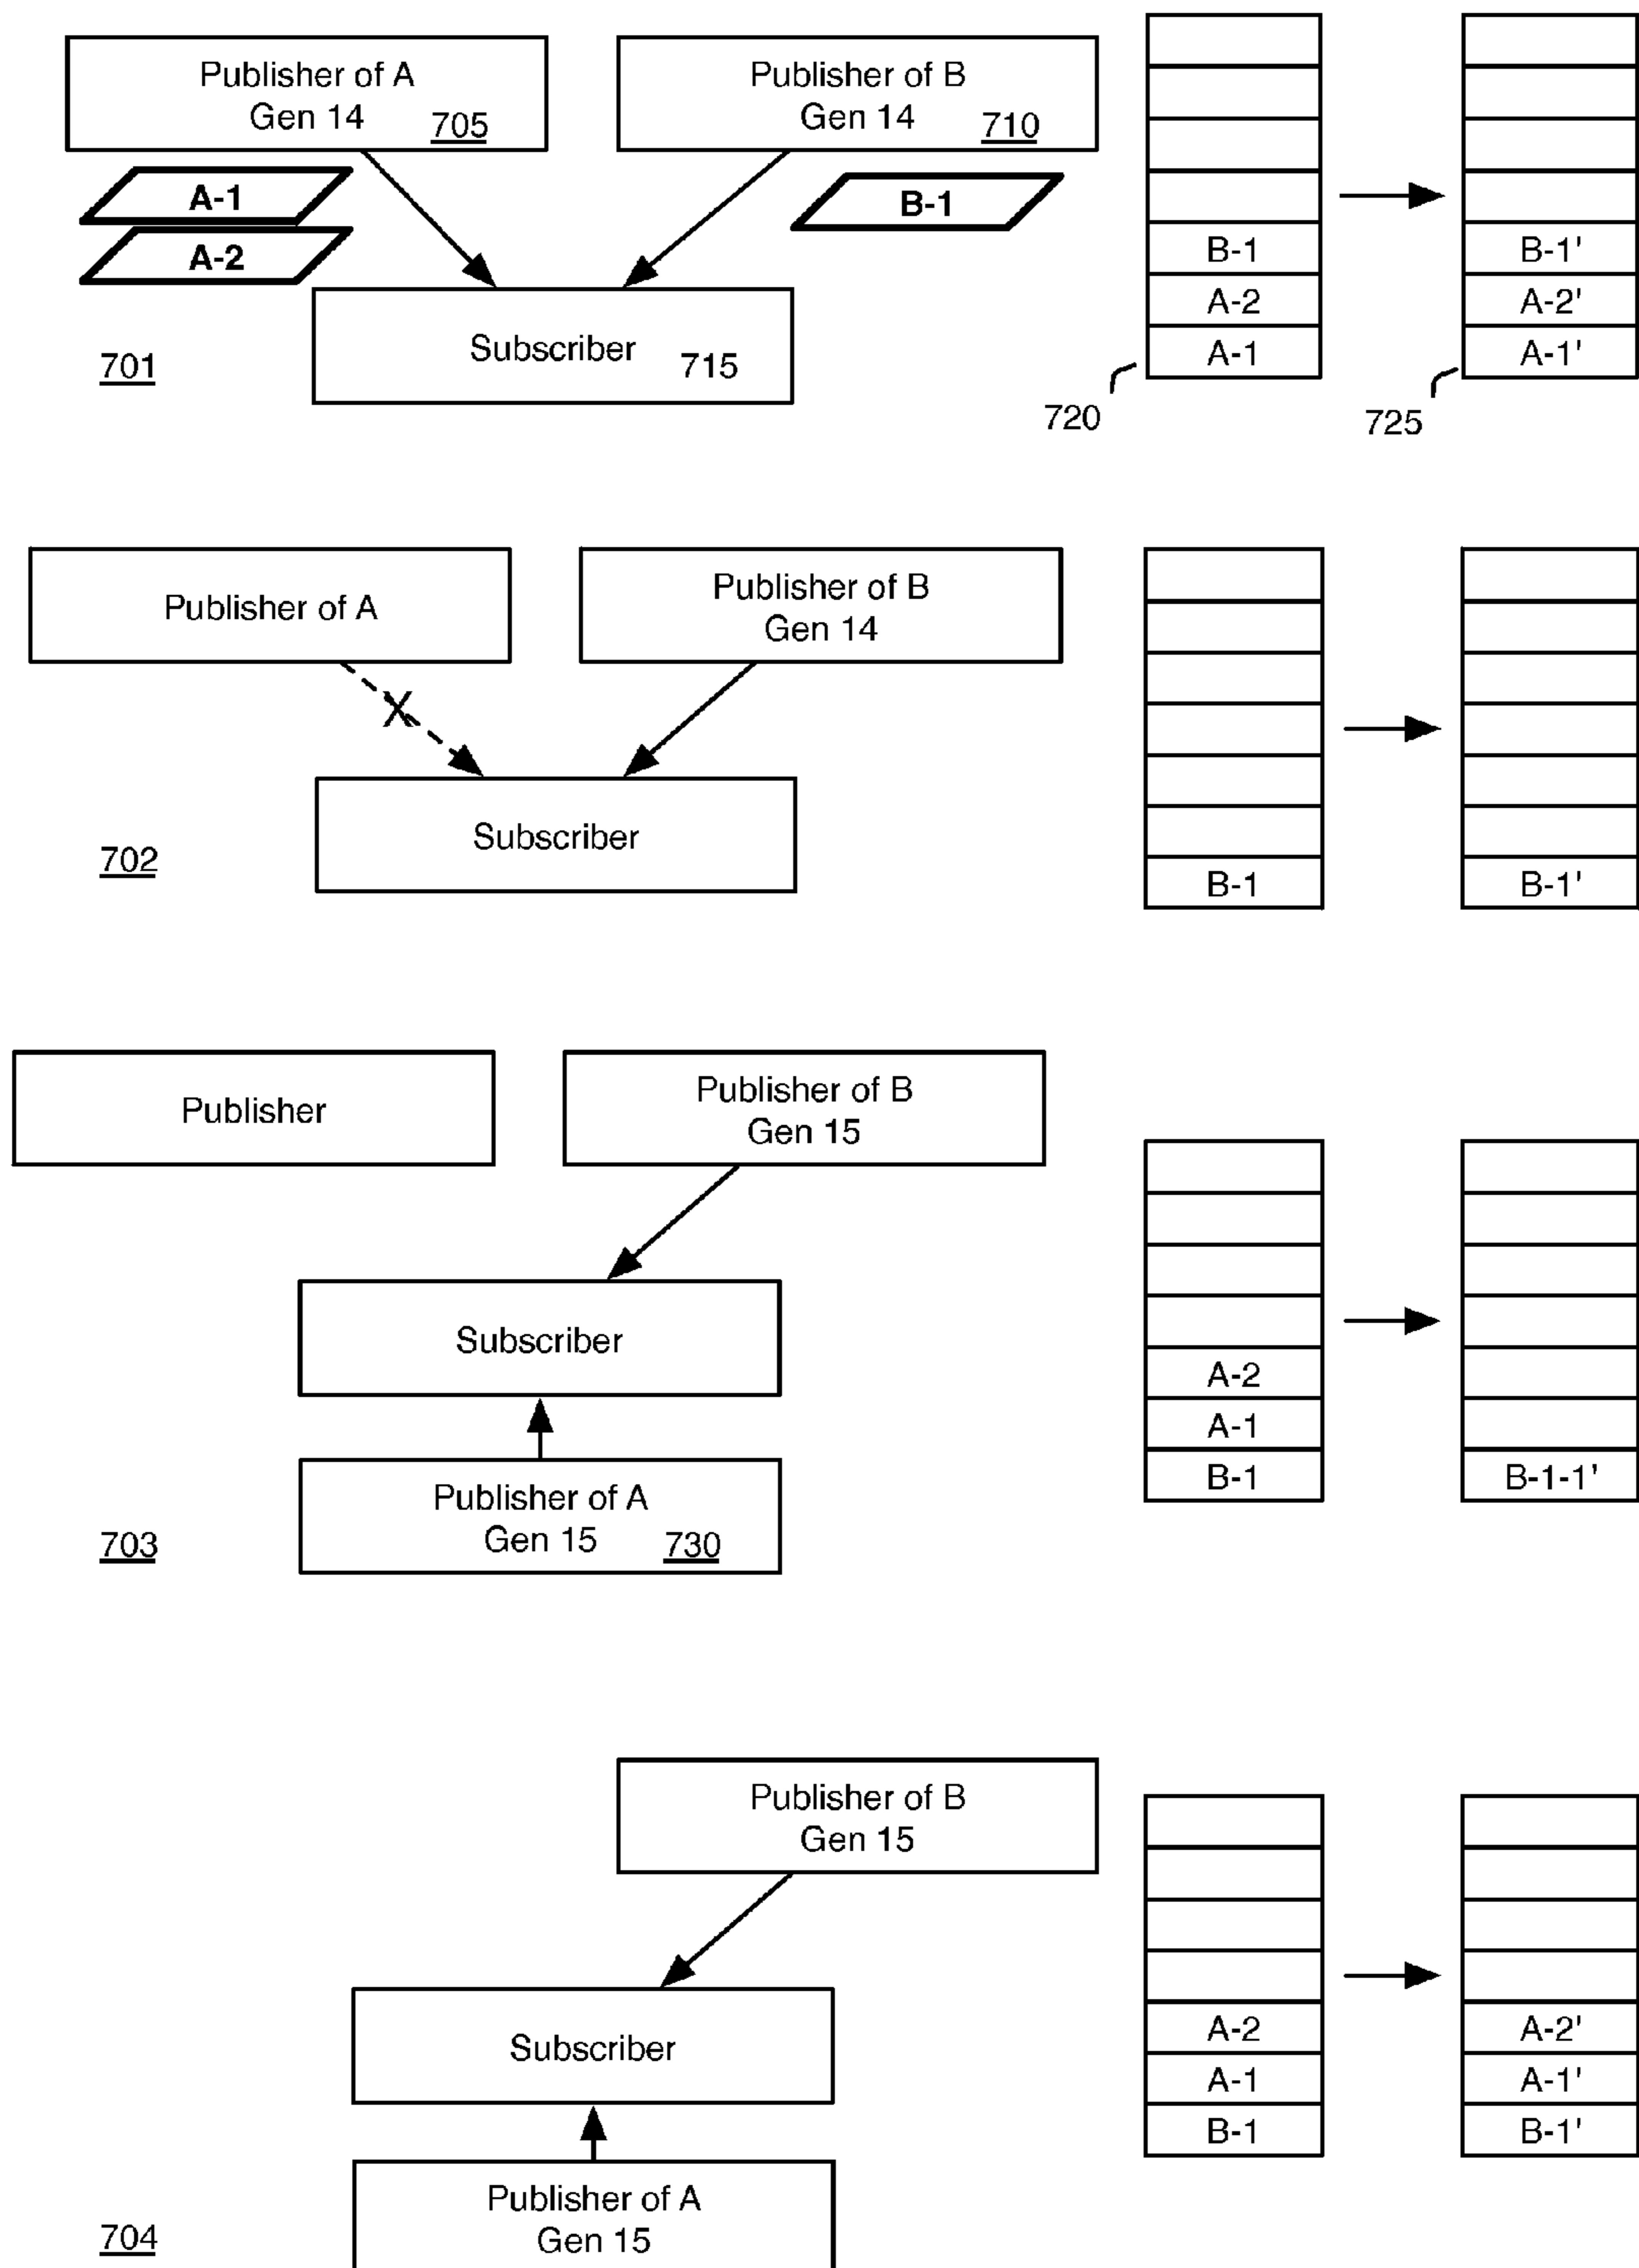 Publisher of A
Gen 14
705
Publisher of B
Gen 14
710
A-1
A-2
B-1
Subscriber
715
701
B-1
A-2
A-1
720
B-1'
A-2'
A-1'
725
Publisher of A
Publisher of B
Gen 14
X
Subscriber
702
B-1
B-1'
Publisher
Publisher of B
Gen 15
Subscriber
Publisher of A
Gen 15
730
703
A-2
A-1
B-1
B-1-1'
Publisher of B
Gen 15
Subscriber
Publisher of A
Gen 15
704
A-2
A-1
B-1
A-2'
A-1'
B-1'